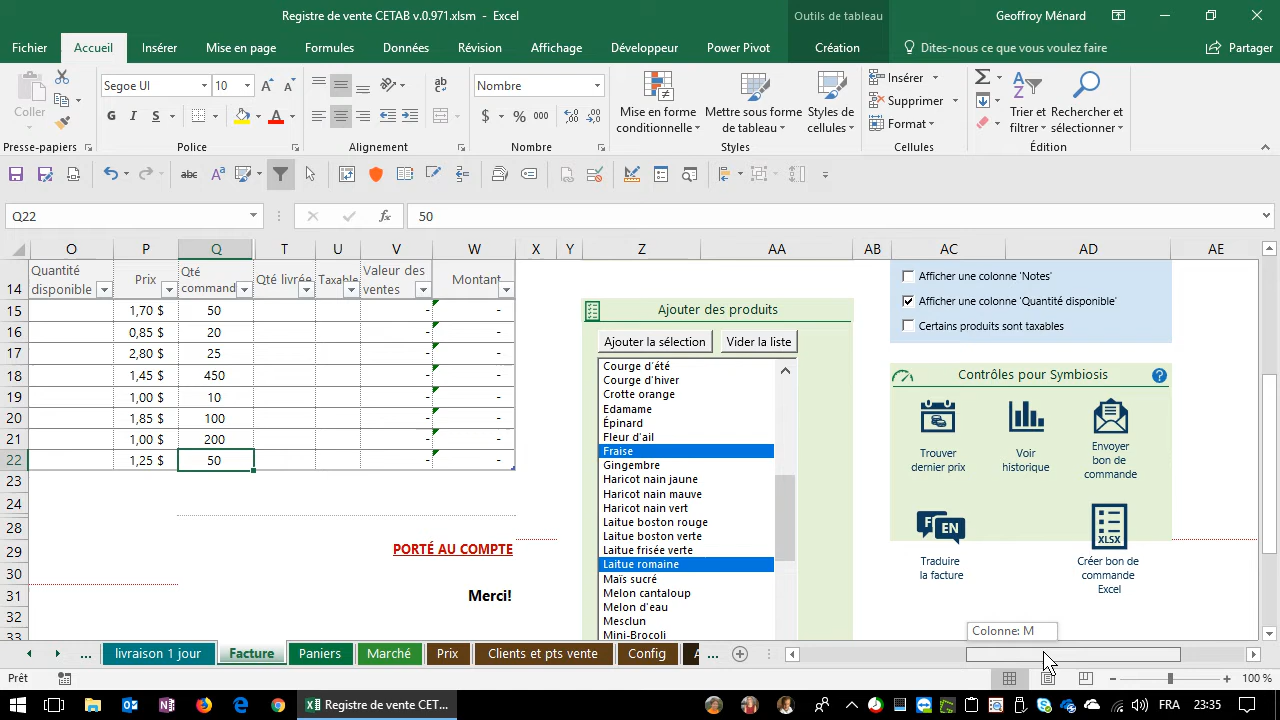 Registre de vente CETAB v.0.971.xlsm - Excel
Outils de tableau
Geoffroy Ménard
Fichier Accueil Insérer Mise en page Formules Données Révision Affichage Développeur Power Pivot Création Dites-nous ce que vous voulez faire Partager
Coller
Presse-papiers
Segoe UI 10
G I S
Police
Alignement
Nombre
$ % 000
Nombre
Mise en forme conditionnelle
Mettre sous forme de tableau
Styles de cellules
Styles
Insérer
Supprimer
Format
Cellules
Trier et filtrer
Rechercher et sélectionner
Édition
abc
Q22 fx 50
O P Q T U V W X Y Z AA AB AC AD AE
14 Quantité disponible Prix Qté command Qté livrée Taxable Valeur des ventes Montant
15 1,70 $ 50 - -
16 0,85 $ 20 - -
17 2,80 $ 25 - -
18 1,45 $ 450 - -
19 1,00 $ 10 - -
20 1,85 $ 100 - -
21 1,00 $ 200 - -
22 1,25 $ 50 - -
23
24
28
29 PORTÉ AU COMPTE
30
31 Merci!
32
33
Ajouter des produits
Ajouter la sélection Vider la liste
Courge d'été
Courge d'hiver
Crotte orange
Edamame
Épinard
Fleur d'ail
Fraise
Gingembre
Haricot nain jaune
Haricot nain mauve
Haricot nain vert
Laitue boston rouge
Laitue boston verte
Laitue frisée verte
Laitue romaine
Maïs sucré
Melon cantaloup
Melon d'eau
Mesclun
Mini-Brocoli
Afficher une colonne 'Notes'
Afficher une colonne 'Quantité disponible'
Certains produits sont taxables
Contrôles pour Symbiosis ?
Trouver dernier prix
Voir historique
Envoyer bon de commande
F EN
Traduire la facture
XLSX
Créer bon de commande Excel
Colonne: M
... livraison 1 jour Facture Paniers Marché Prix Clients et pts vente Config A ...
Prêt
100 %
Registre de vente CET...
FRA 23:35